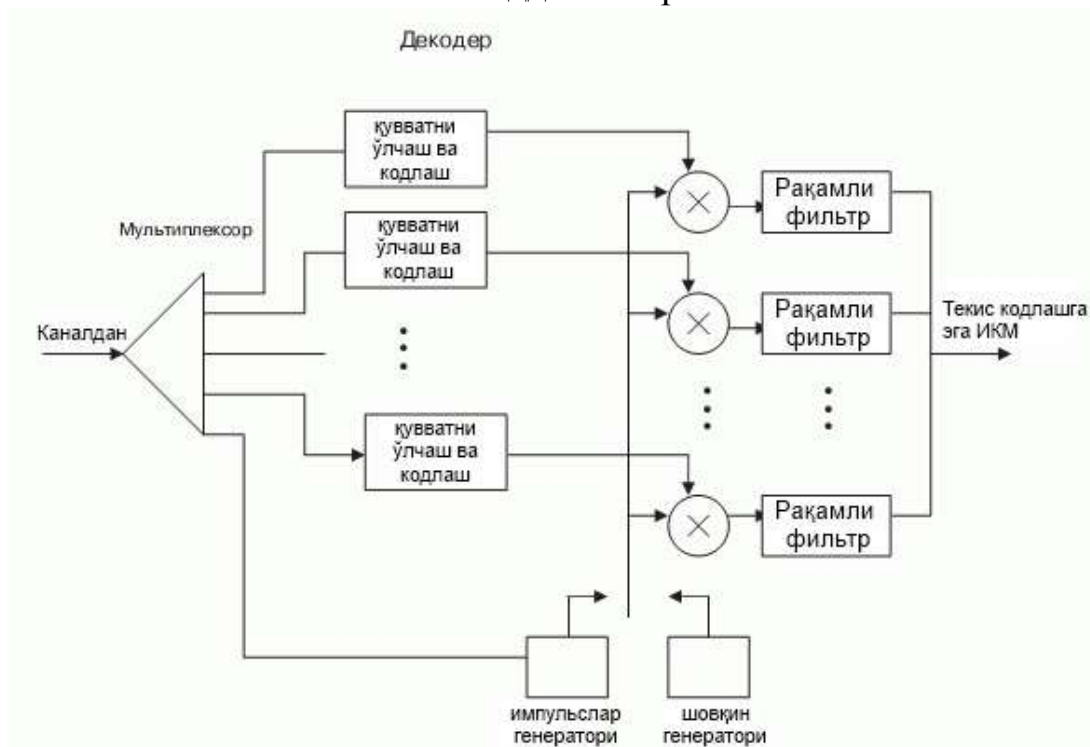 Декодер
қувватни
ўлчаш ва
кодлаш
Рақамли
фильтр
Мультиплексор
қувватни
ўлчаш ва
кодлаш
Рақамли
фильтр
Каналдан
Текис кодлашга
эга ИКМ
қувватни
ўлчаш ва
кодлаш
Рақамли
фильтр
импульслар
генератори
шовқин
генератори